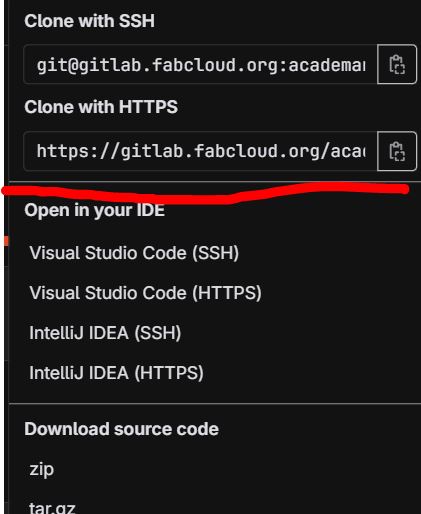 Clone with SSH
git@gitlab.fabcloud.org:academa
Clone with HTTPS
https://gitlab.fabcloud.org/aca
Open in your IDE
Visual Studio Code (SSH)
Visual Studio Code (HTTPS)
IntelliJ IDEA (SSH)
IntelliJ IDEA (HTTPS)
Download source code
zip
tar.gz